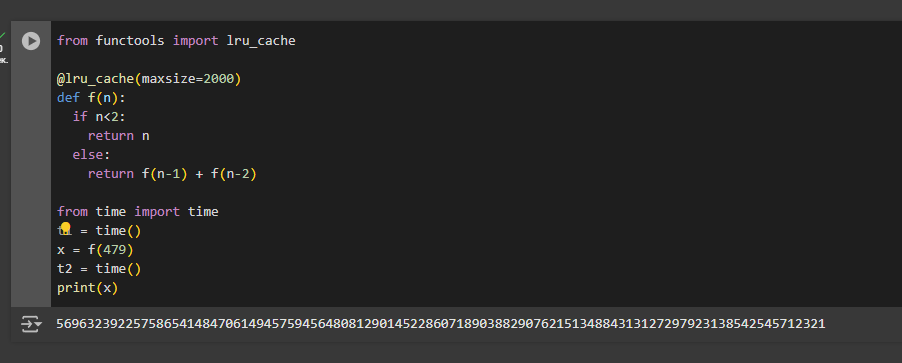 from functools import lru_cache

@lru_cache(maxsize=2000)
def f(n):
  if n<2:
    return n
  else:
    return f(n-1) + f(n-2)

from time import time
t1 = time()
x = f(479)
t2 = time()
print(x)
5696323922575865414847061494575945648081290145228607189038829076215134884313127297923138542545712321